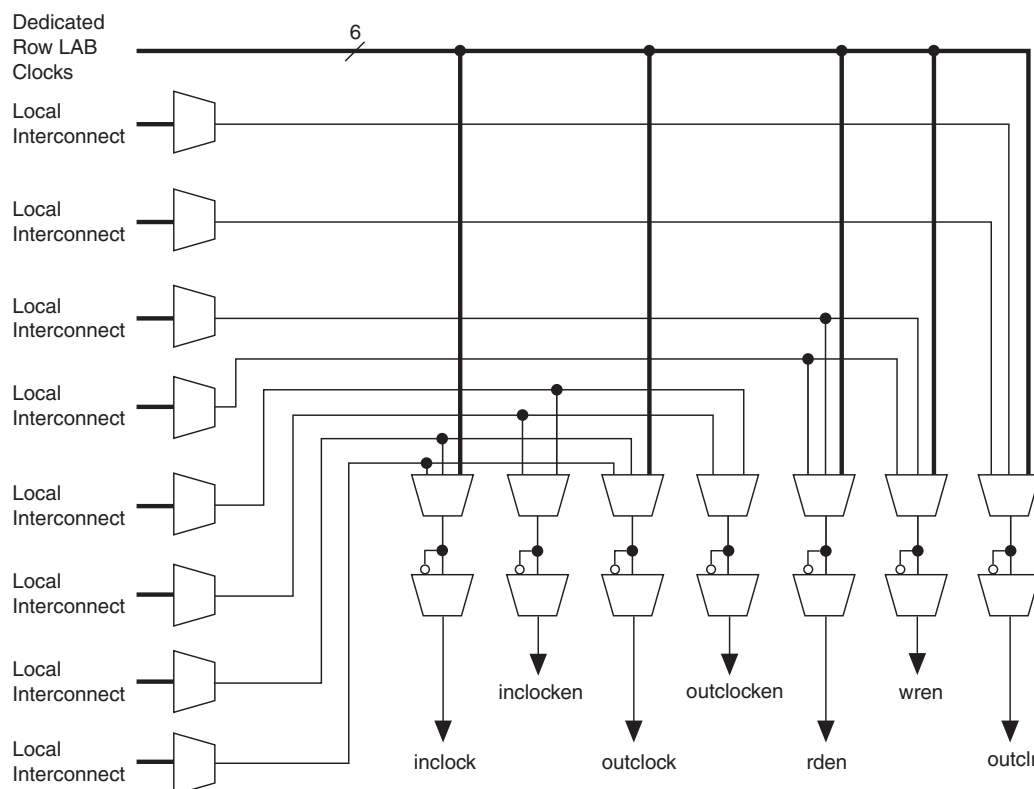 Dedicated
Row LAB
Clocks
6
Local
Interconnect
Local
Interconnect
Local
Interconnect
Local
Interconnect
Local
Interconnect
Local
Interconnect
Local
Interconnect
Local
Interconnect
inclocken
outclocken
wren
inclock
outclock
rden